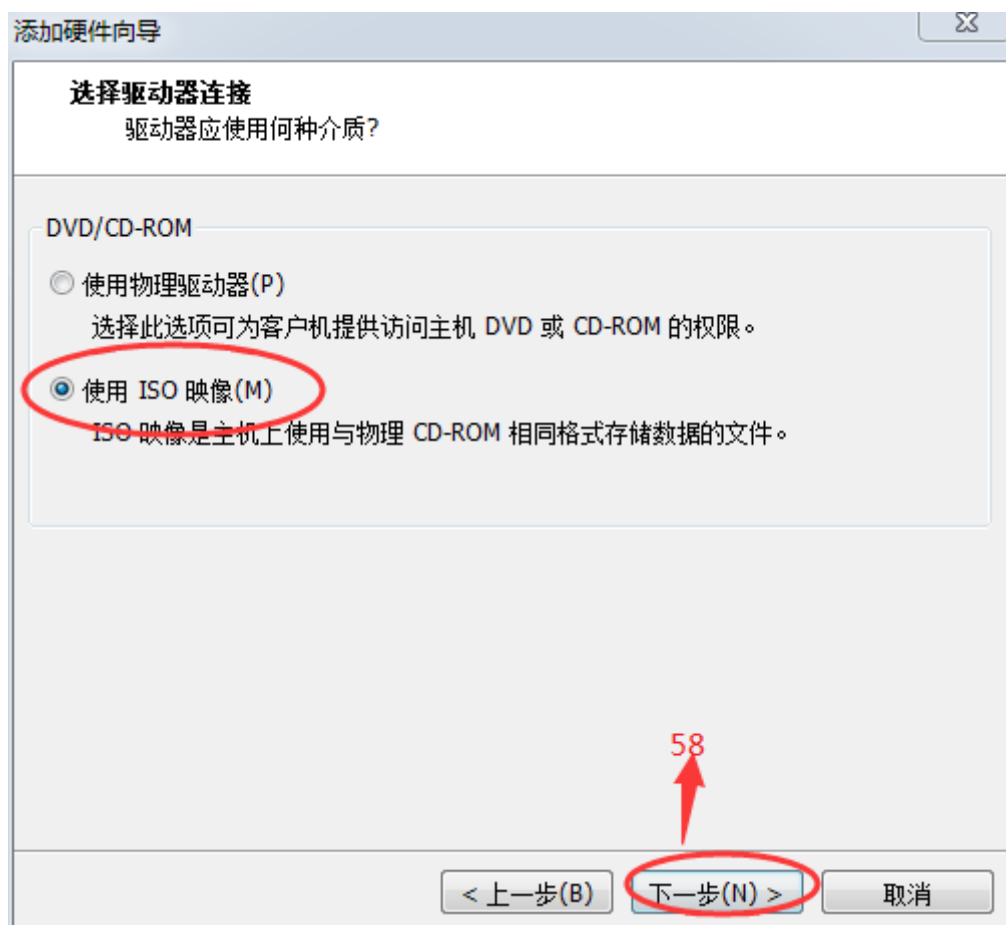 添加硬件向导
选择驱动器连接
驱动器应使用何种介质?
DVD/CD-ROM
使用物理驱动器(P)
选择此选项可为客户机提供访问主机 DVD 或 CD-ROM 的权限。
使用 ISO 映像(M)
ISO 映像是主机上使用与物理 CD-ROM 相同格式存储数据的文件。
58
< 上一步(B)
下一步(N) >
取消